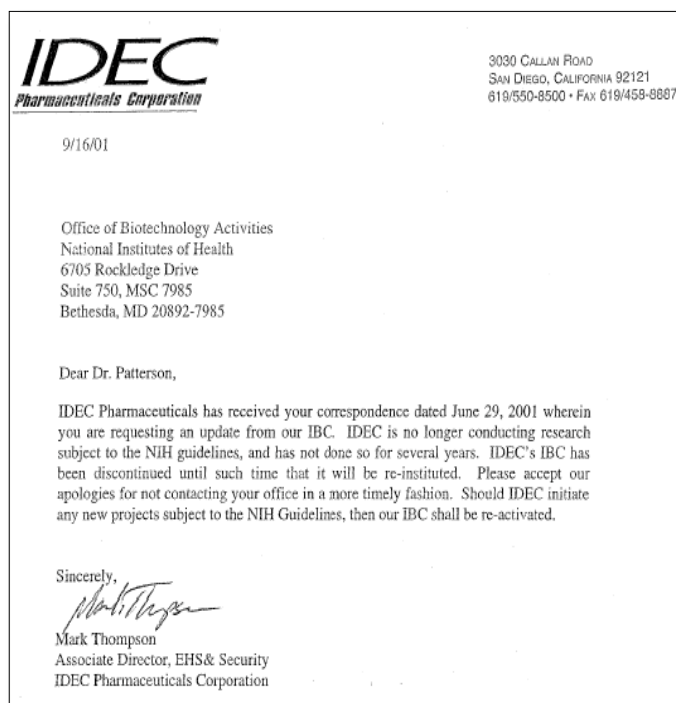 IDEC
Pharmaceuticals Corporation
3030 CALLAN ROAD
SAN DIEGO, CALIFORNIA 92121
619/550-8500 • FAX 619/458-8887
9/16/01
Office of Biotechnology Activities
National Institutes of Health
6705 Rockledge Drive
Suite 750, MSC 7985
Bethesda, MD 20892-7985
Dear Dr. Patterson,
IDEC Pharmaceuticals has received your correspondence dated June 29, 2001 wherein
you are requesting an update from our IBC. IDEC is no longer conducting research
subject to the NIH guidelines, and has not done so for several years. IDEC's IBC has
been discontinued until such time that it will be re-instituted. Please accept our
apologies for not contacting your office in a more timely fashion. Should IDEC initiate
any new projects subject to the NIH Guidelines, then our IBC shall be re-activated.
Sincerely,
Mark Thompson
Associate Director, EHS& Security
IDEC Pharmaceuticals Corporation